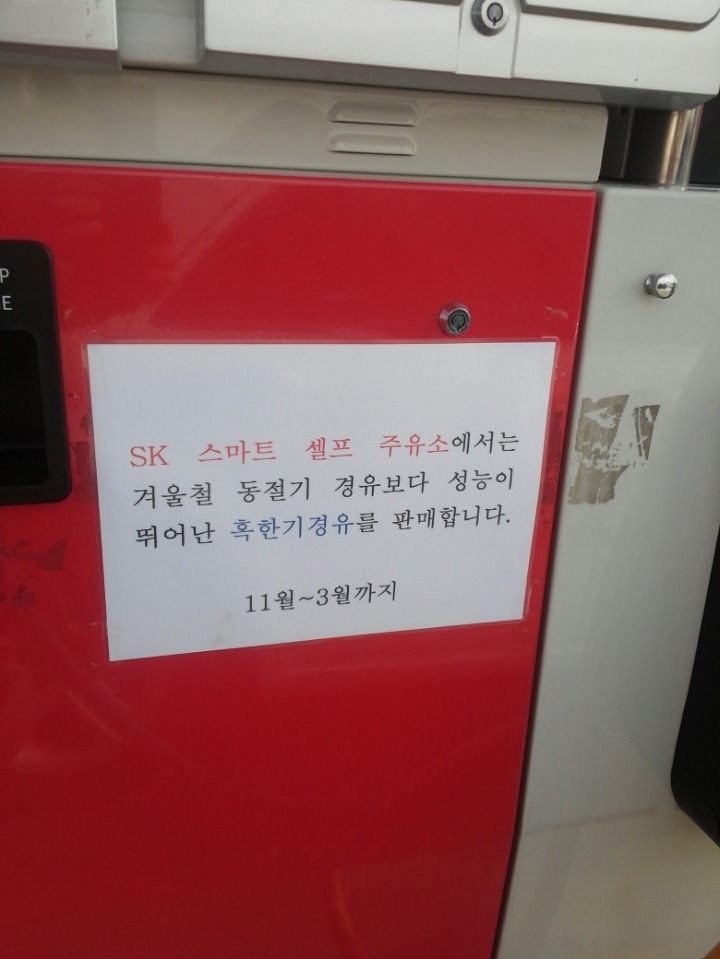 P
E
SK 스마트 셀프 주유소에서는
겨울철 동절기 경유보다 성능이
뛰어난 혹한기경유를 판매합니다.
11월~3월까지